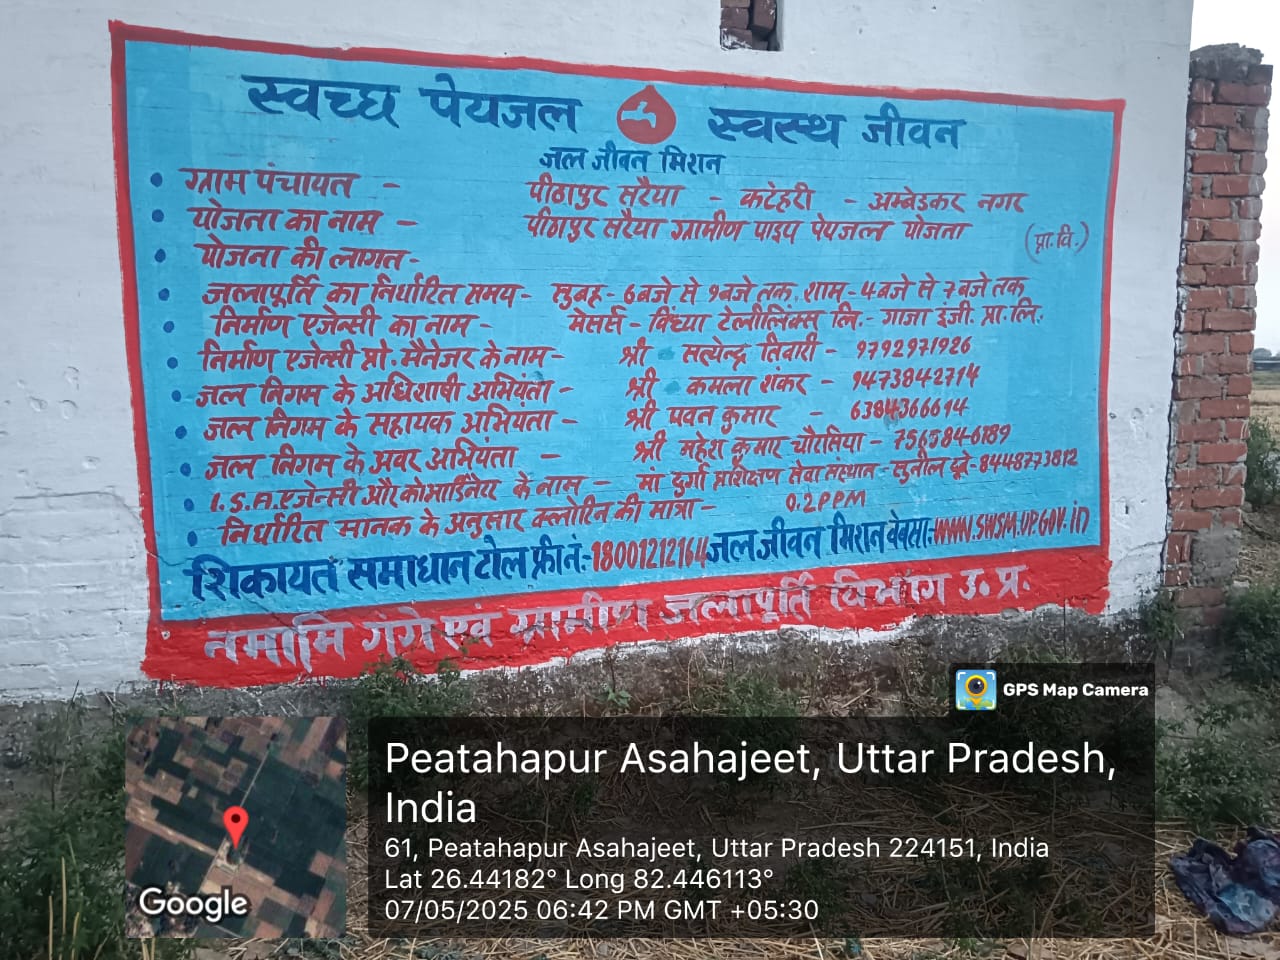 स्वच्छ पेयजल स्वस्थ जीवन
जल जीवन मिशन
• ग्राम पंचायत - पीठापुर सरैया - कटेहरी - अम्बेडकर नगर
• योजना का नाम - पीठापुर सरैया ग्रामीण पाइप पेयजल योजना (प्रा.वि.)
• योजना की लागत-
• जलापूर्ति का निर्धारित समय- सुबह- 6बजे से 9बजे तक, शाम-4बजे से 7बजे तक
• निर्माण एजेन्सी का नाम - मेसर्स - विंध्या टेलीलिंक्स लि.- गाजा इंजी. प्रा.लि.
• निर्माण एजेन्सी प्रो. मैनेजर के नाम- श्री सत्येन्द्र तिवारी - 9792971926
• जल निगम के अधिशाषी अभियंता - श्री कमला शंकर - 9473842714
• जल निगम के सहायक अभियंता - श्री पवन कुमार - 6384366614
• जल निगम के अवर अभियंता - श्री महेश कुमार चौरसिया - 7565846189
• I.S.A. एजेन्सी और कोआर्डिनेटर के नाम - मां दुर्गा प्रशिक्षण सेवा संस्थान - सुनील दूबे- 8448773812
• निर्धारित मानक के अनुसार क्लोरिन की मात्रा - 0.2PPM
शिकायत समाधान टोल फ्री नं:-18001212164 जल जीवन मिशन वेबसा:-WWW.SWSM.UP.GOV.in
नमामि गंगे एवं ग्रामीण जलापूर्ति विभाग उ. प्र.
GPS Map Camera
Peatahapur Asahajeet, Uttar Pradesh,
India
61, Peatahapur Asahajeet, Uttar Pradesh 224151, India
Lat 26.44182° Long 82.446113°
07/05/2025 06:42 PM GMT +05:30
Google